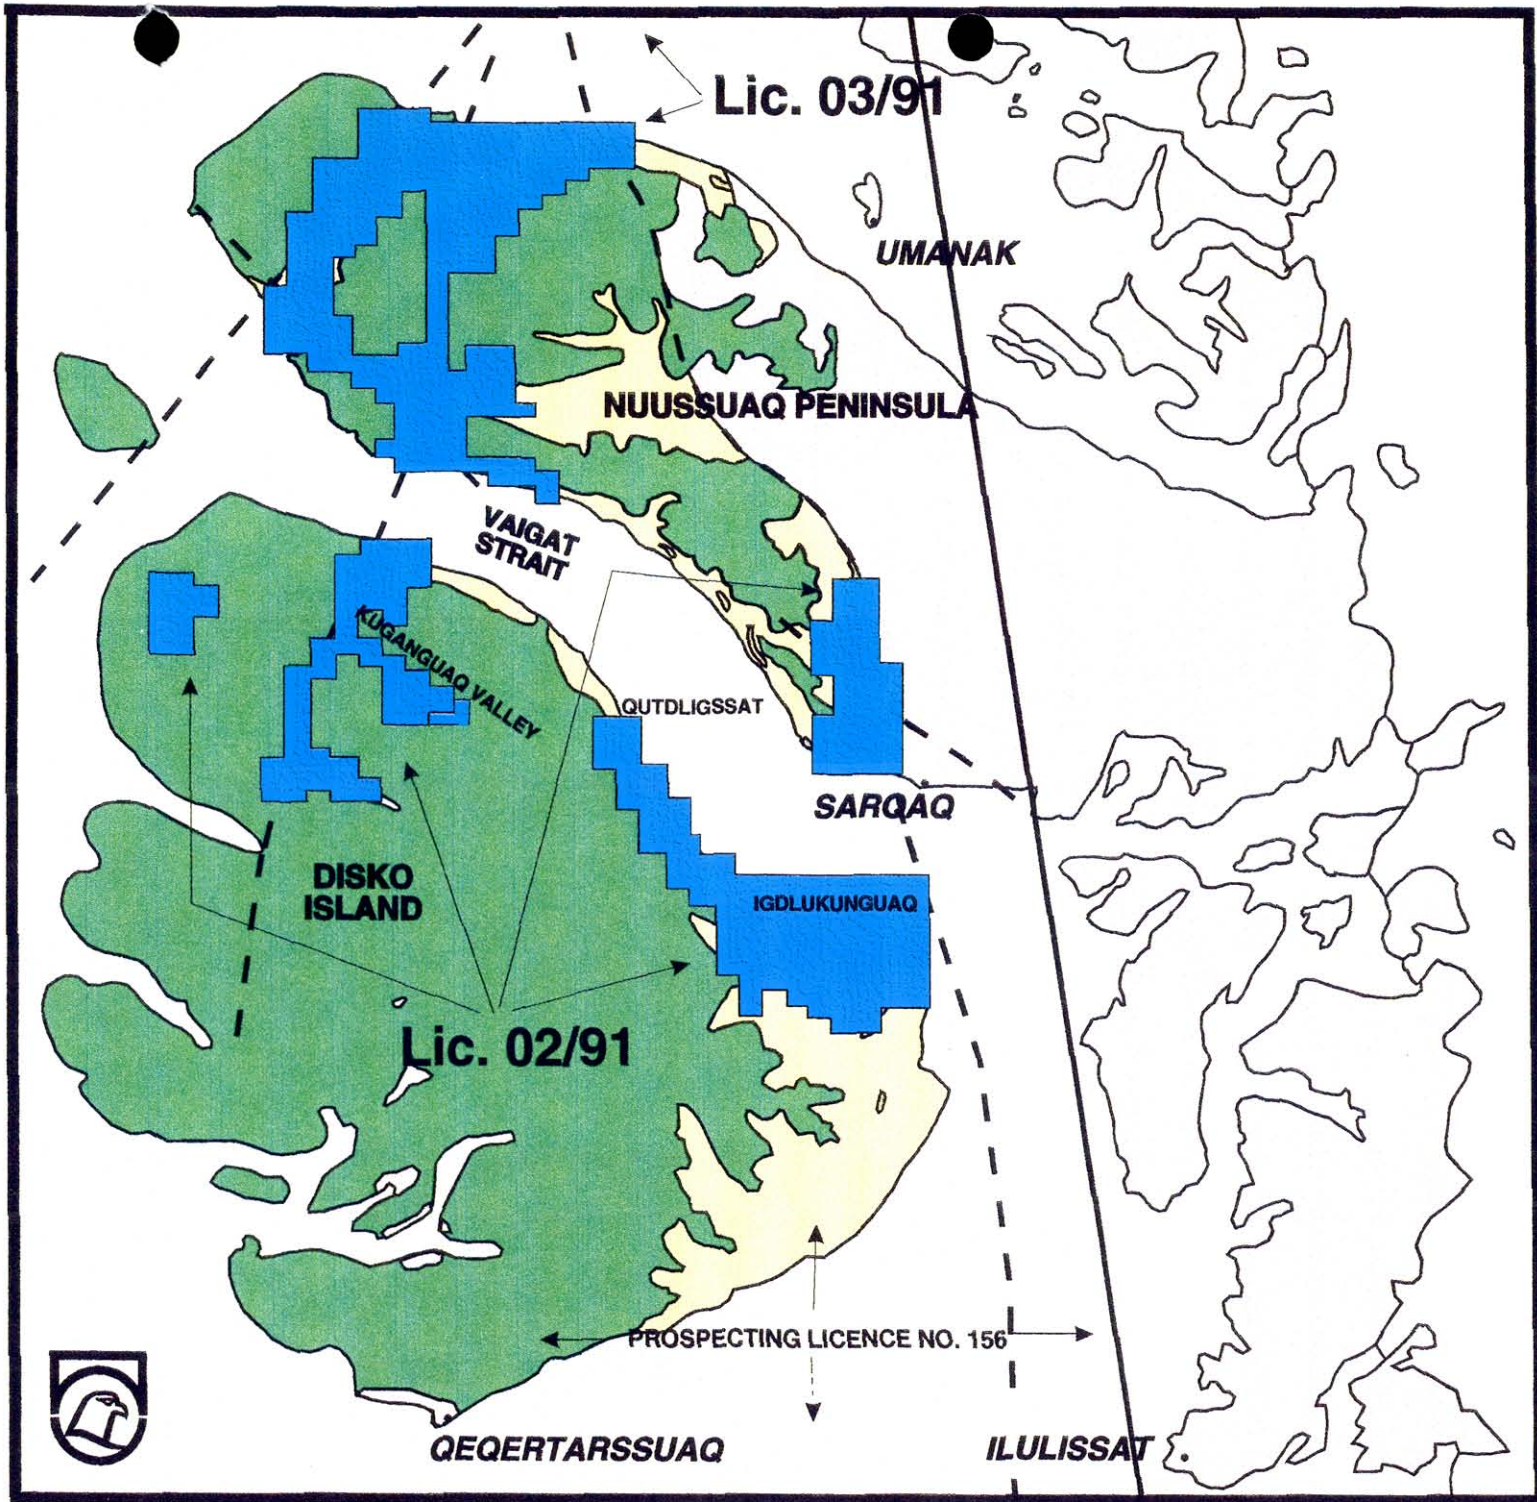 Lic. 03/91
UMANAK
NUUSSUAQ PENINSULA
VAIGAT
STRAIT
KUGANGUAQ VALLEY
QUTDLIGSSAT
SARQAQ
DISKO
ISLAND
IGDLUKUNGUAQ
Lic. 02/91
PROSPECTING LICENCE NO. 156
QEQERTARSSUAQ
ILULISSAT